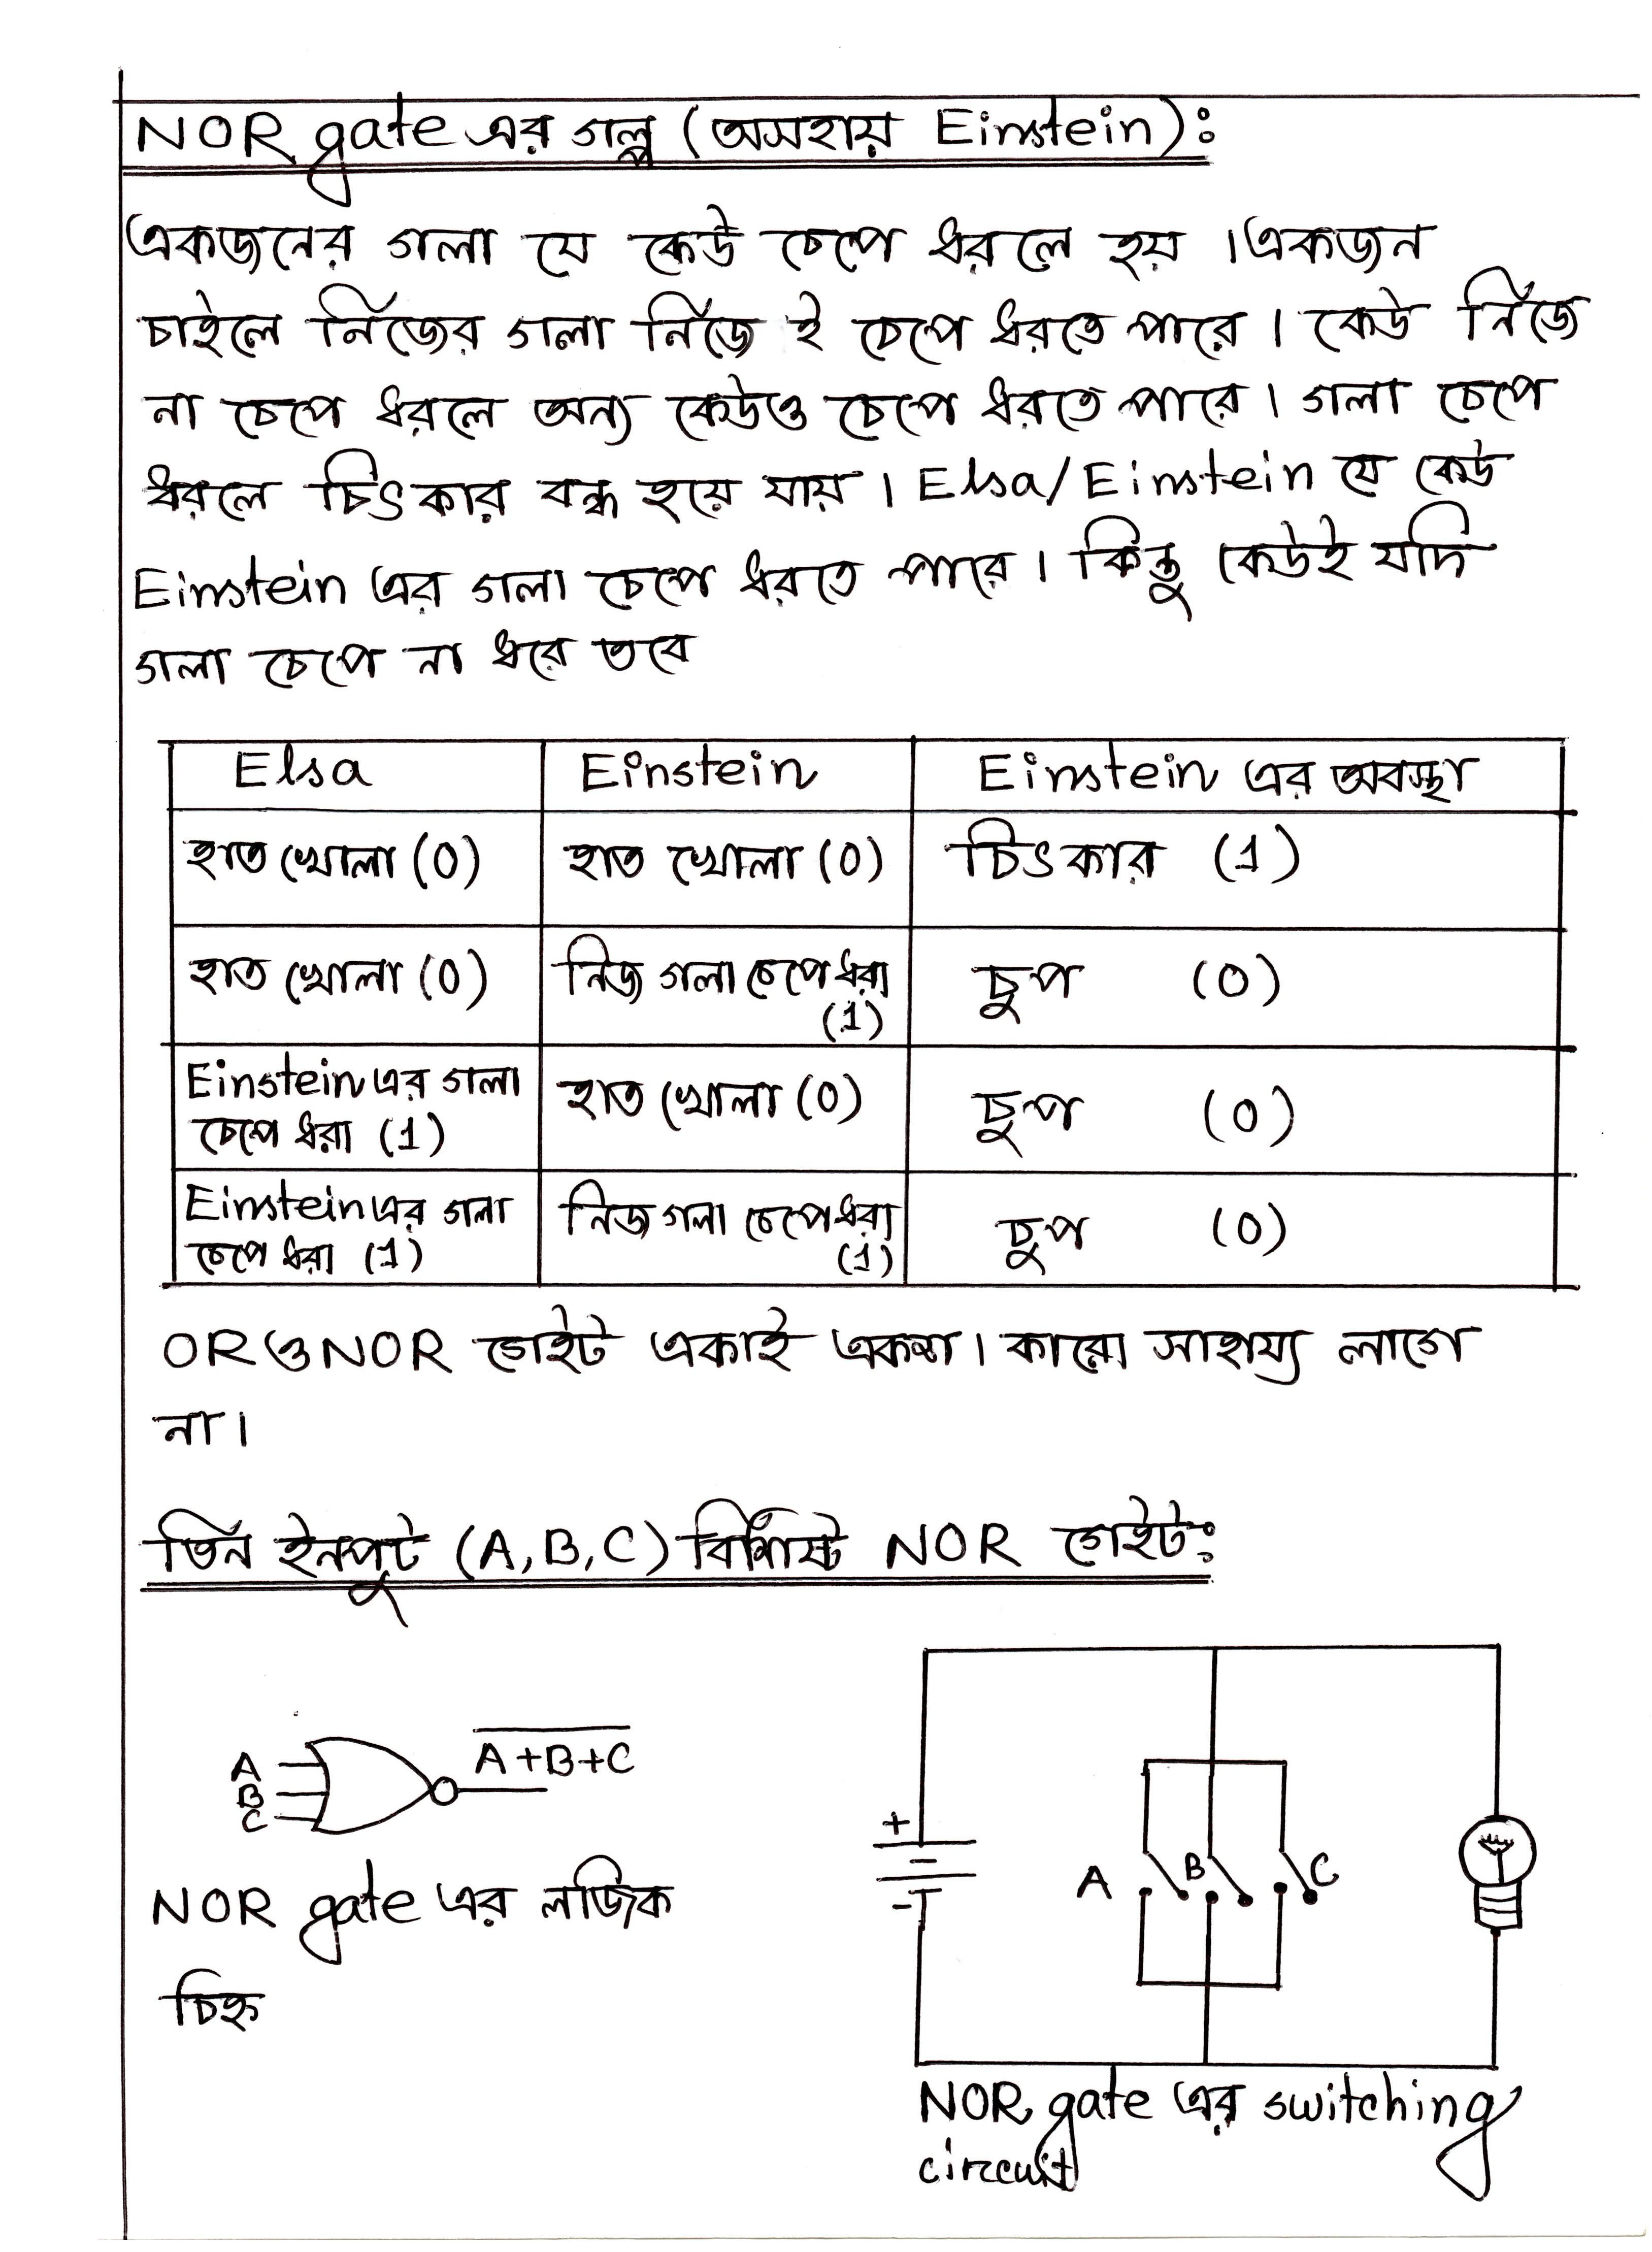 NOR gate এর গল্প (অসহায় Einstein):
একজনের গলা যে কেউ চেপে ধরলে হয়। একজন
চাইলে নিজের গলা নিজে ই চেপে ধরতে পারে। কেউ নিজে
না চেপে ধরলে অন্য কেউও চেপে ধরতে পারে। গলা চেপে
ধরলে চিৎকার বন্ধ হয়ে যায়। Elsa/Einstein যে কেউ
Einstein এর গলা চেপে ধরতে পারে। কিন্তু কেউই যদি
গলা চেপে না ধরে তবে
Elsa Einstein Einstein এর অবস্থা
হাত খোলা (0) হাত খোলা (0) চিৎকার (1)
হাত খোলা (0) নিজ গলা চেপে ধরা (1) চুপ (0)
Einstein এর গলা চেপে ধরা (1) হাত খোলা (0) চুপ (0)
Einstein এর গলা চেপে ধরা (1) নিজ গলা চেপে ধরা (1) চুপ (0)
OR ও NOR গেইট একাই একশ। কারো সাহায্য লাগে
না।
তিন ইনপুট (A,B,C) বিশিষ্ট NOR গেইট:
A
B
C
A+B+C
NOR gate এর লজিক
চিহ্ন
+
-
A B C
NOR gate এর switching
circuit